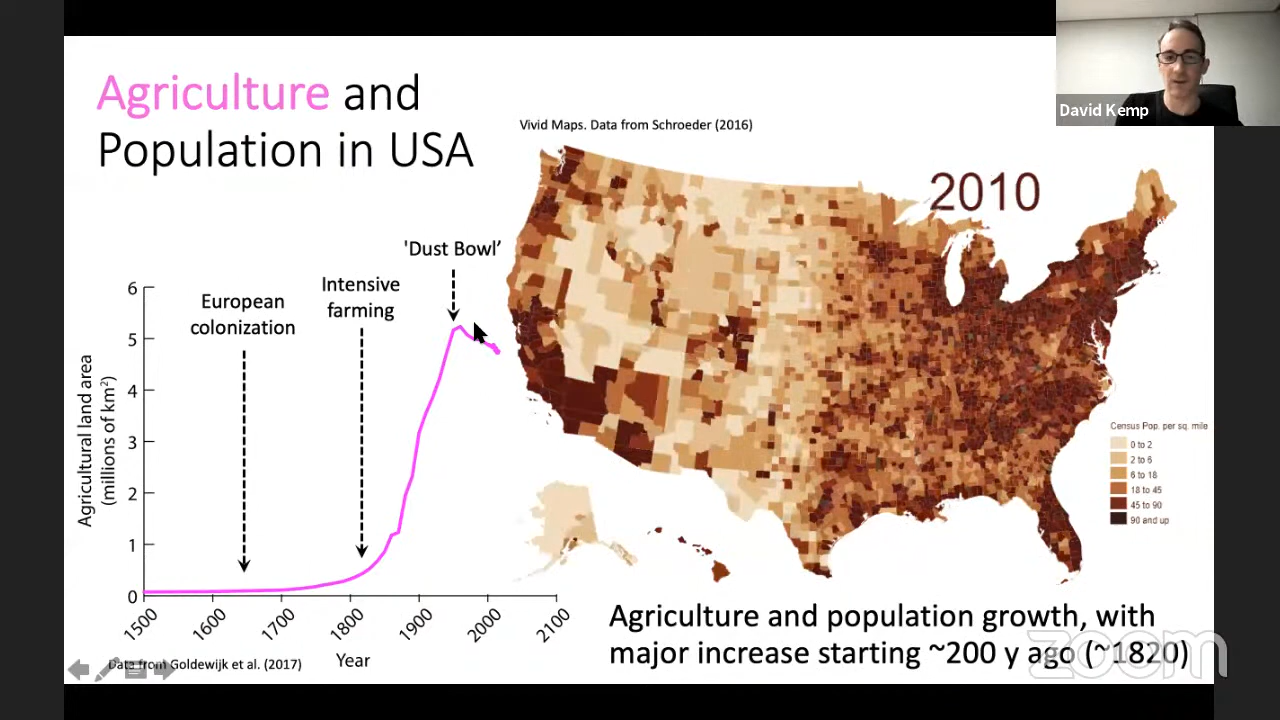 Agriculture and
Population in USA
David Kemp
Vivid Maps. Data from Schroeder (2016)
2010
'Dust Bowl’
Intensive
farming
European
colonization
6
5
4
3
2
1
0
Agricultural land area
(millions of km²)
1500
1600
1700
1800
1900
2000
2100
Year
Data from Goldewijk et al. (2017)
Census Pop. per sq. mile
0 to 2
2 to 6
6 to 18
18 to 45
45 to 90
90 and up
Agriculture and population growth, with
major increase starting ~200 y ago (~1820)
zoom